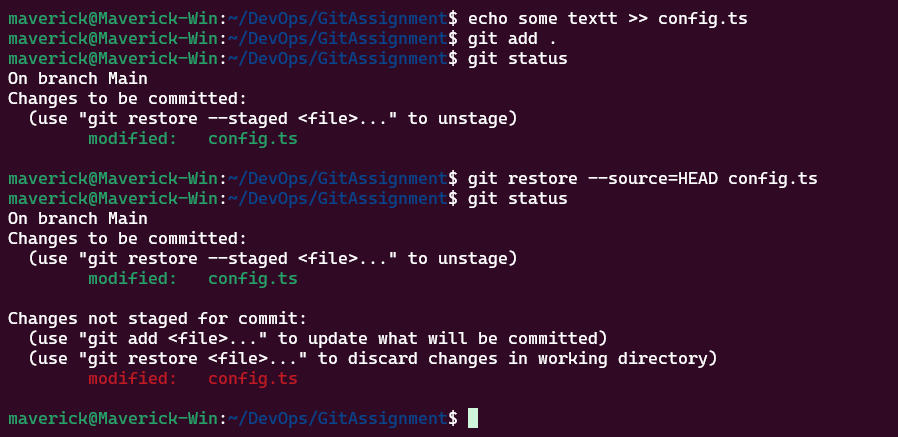 maverick@Maverick-Win:~/DevOps/GitAssignment$ echo some textt >> config.ts
maverick@Maverick-Win:~/DevOps/GitAssignment$ git add .
maverick@Maverick-Win:~/DevOps/GitAssignment$ git status
On branch Main
Changes to be committed:
  (use "git restore --staged <file>..." to unstage)
        modified:   config.ts

maverick@Maverick-Win:~/DevOps/GitAssignment$ git restore --source=HEAD config.ts
maverick@Maverick-Win:~/DevOps/GitAssignment$ git status
On branch Main
Changes to be committed:
  (use "git restore --staged <file>..." to unstage)
        modified:   config.ts

Changes not staged for commit:
  (use "git add <file>..." to update what will be committed)
  (use "git restore <file>..." to discard changes in working directory)
        modified:   config.ts

maverick@Maverick-Win:~/DevOps/GitAssignment$